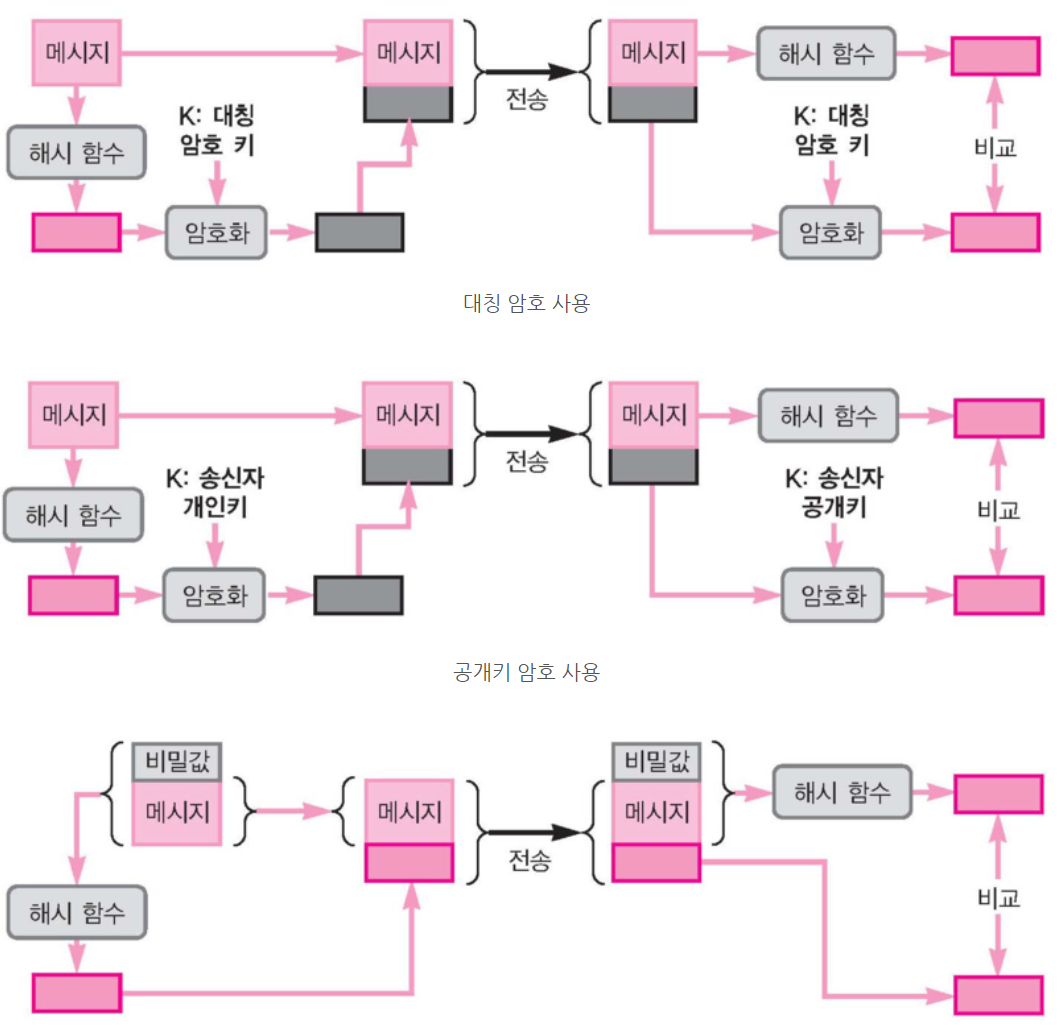 메시지
메시지
메시지
해시 함수
전송
K: 대칭
암호 키
K: 대칭
암호 키
해시 함수
비교
암호화
암호화
대칭 암호 사용
메시지
메시지
메시지
해시 함수
전송
K: 송신자
개인키
K: 송신자
공개키
해시 함수
비교
암호화
암호화
공개키 암호 사용
비밀값
비밀값
메시지
메시지
메시지
해시 함수
전송
해시 함수
비교